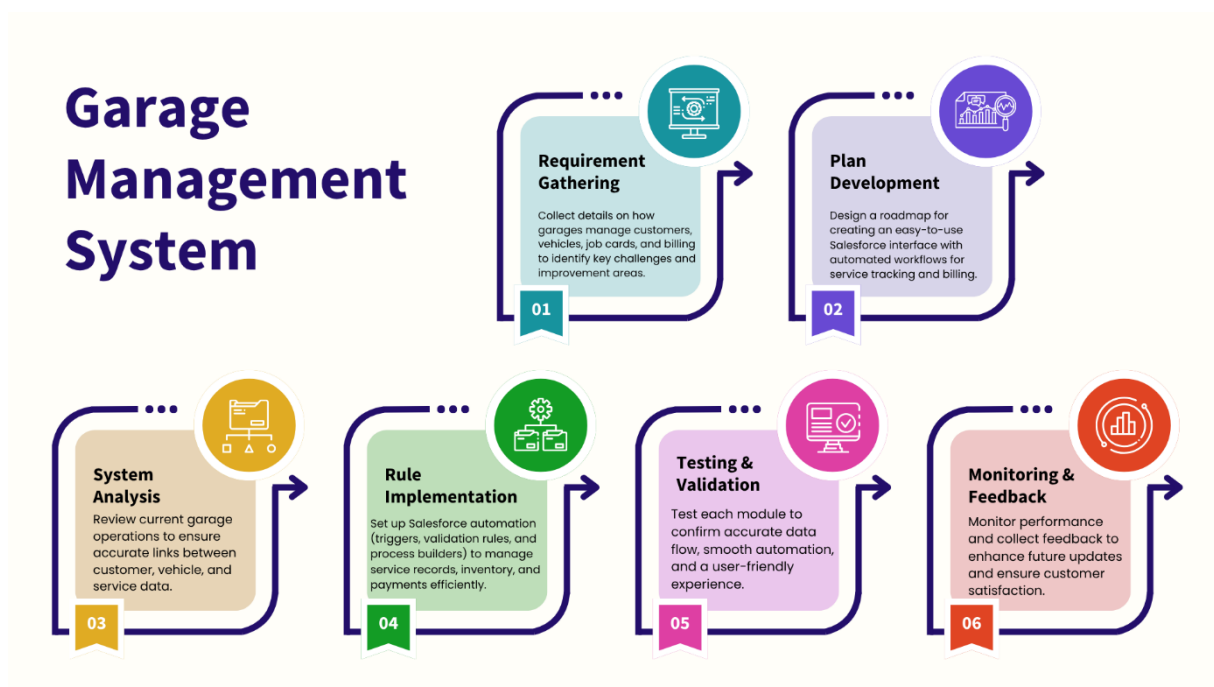 Garage
Management
System
Requirement
Gathering
Collect details on how
garages manage customers,
vehicles, job cards, and billing
to identify key challenges and
improvement areas.
01
Plan
Development
Design a roadmap for
creating an easy-to-use
Salesforce interface with
automated workflows for
service tracking and billing.
02
System
Analysis
Review current garage
operations to ensure
accurate links between
customer, vehicle, and
service data.
03
Rule
Implementation
Set up Salesforce automation
(triggers, validation rules, and
process builders) to manage
service records, inventory, and
payments efficiently.
04
Testing &
Validation
Test each module to
confirm accurate data
flow, smooth automation,
and a user-friendly
experience.
05
Monitoring &
Feedback
Monitor performance
and collect feedback to
enhance future updates
and ensure customer
satisfaction.
06